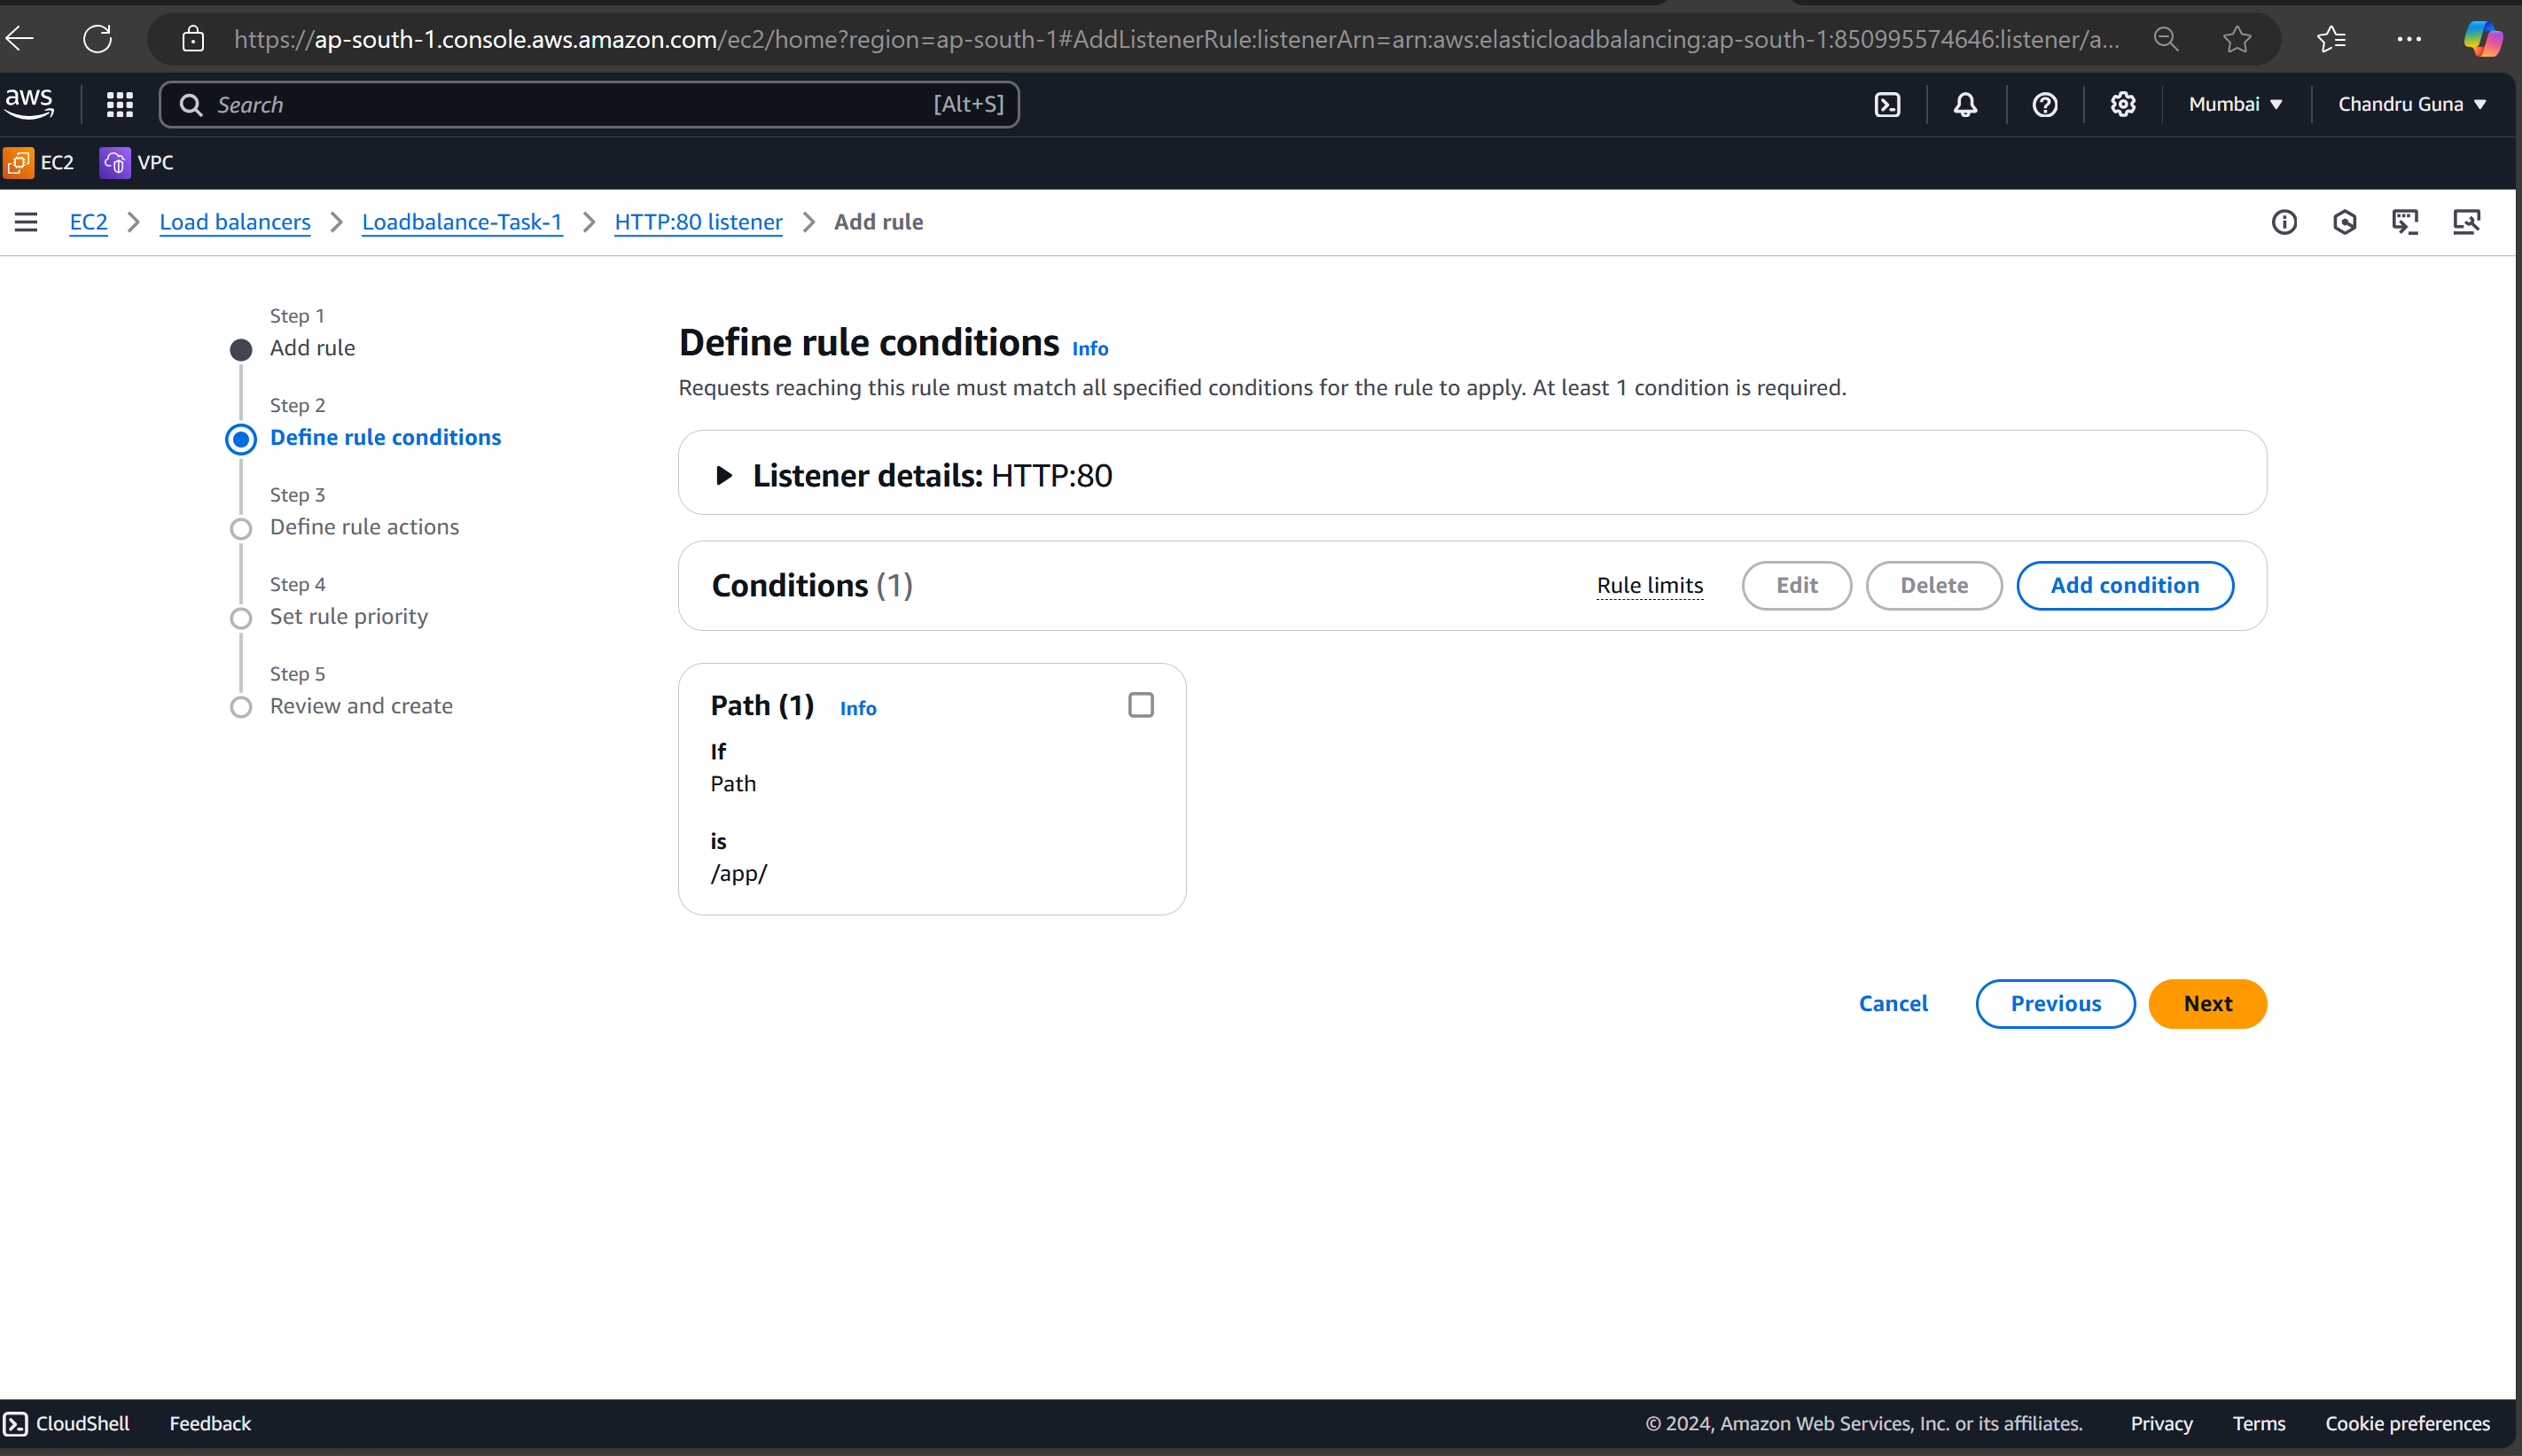 https://ap-south-1.console.aws.amazon.com/ec2/home?region=ap-south-1#AddListenerRule:listenerArn=arn:aws:elasticloadbalancing:ap-south-1:850995574646:listener/a...
aws Search [Alt+S] Mumbai Chandru Guna
EC2 VPC
EC2 Load balancers Loadbalance-Task-1 HTTP:80 listener Add rule
Step 1
Add rule
Step 2
Define rule conditions
Step 3
Define rule actions
Step 4
Set rule priority
Step 5
Review and create
Define rule conditions Info
Requests reaching this rule must match all specified conditions for the rule to apply. At least 1 condition is required.
Listener details: HTTP:80
Conditions (1) Rule limits Edit Delete Add condition
Path (1) Info
If
Path
is
/app/
Cancel Previous Next
CloudShell Feedback © 2024, Amazon Web Services, Inc. or its affiliates. Privacy Terms Cookie preferences